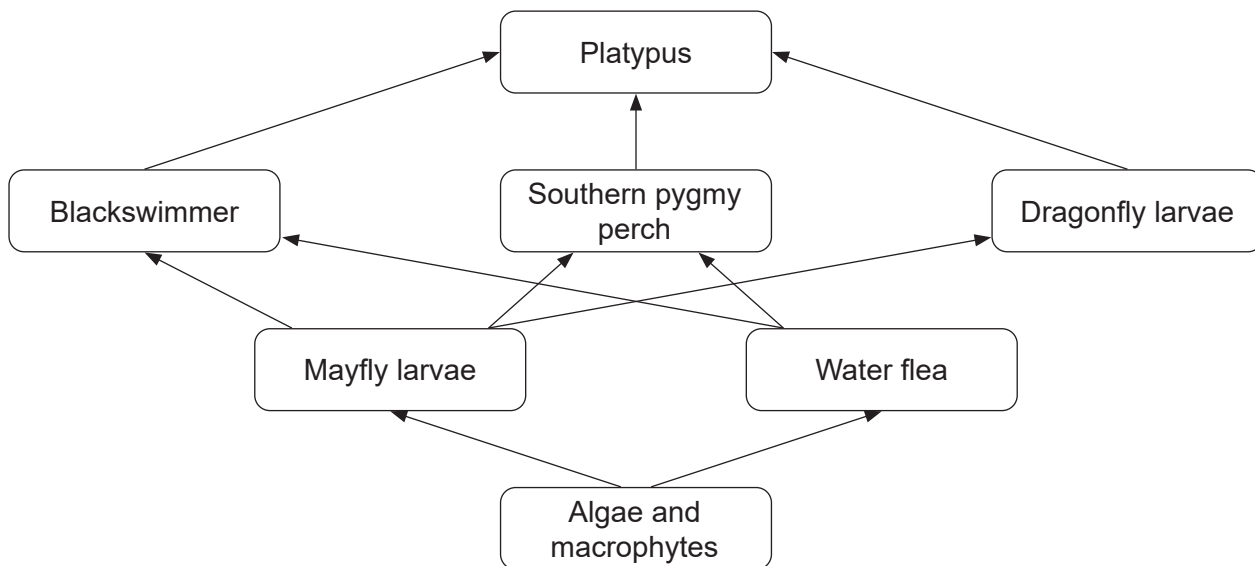 Platypus
Blackswimmer
Southern pygmy
perch
Dragonfly larvae
Mayfly larvae
Water flea
Algae and
macrophytes